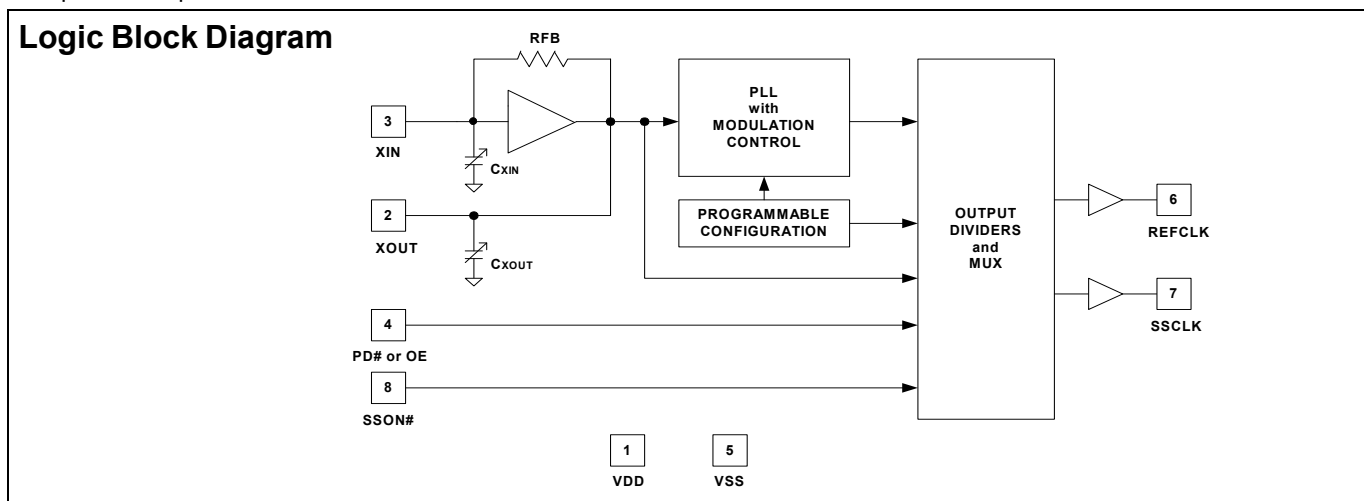 Logic Block Diagram
RFB
3
XIN
CXIN
2
XOUT
CXOUT
4
PD# or OE
8
SSON#
PLL
with
MODULATION
CONTROL
PROGRAMMABLE
CONFIGURATION
OUTPUT
DIVIDERS
and
MUX
6
REFCLK
7
SSCLK
1
VDD
5
VSS